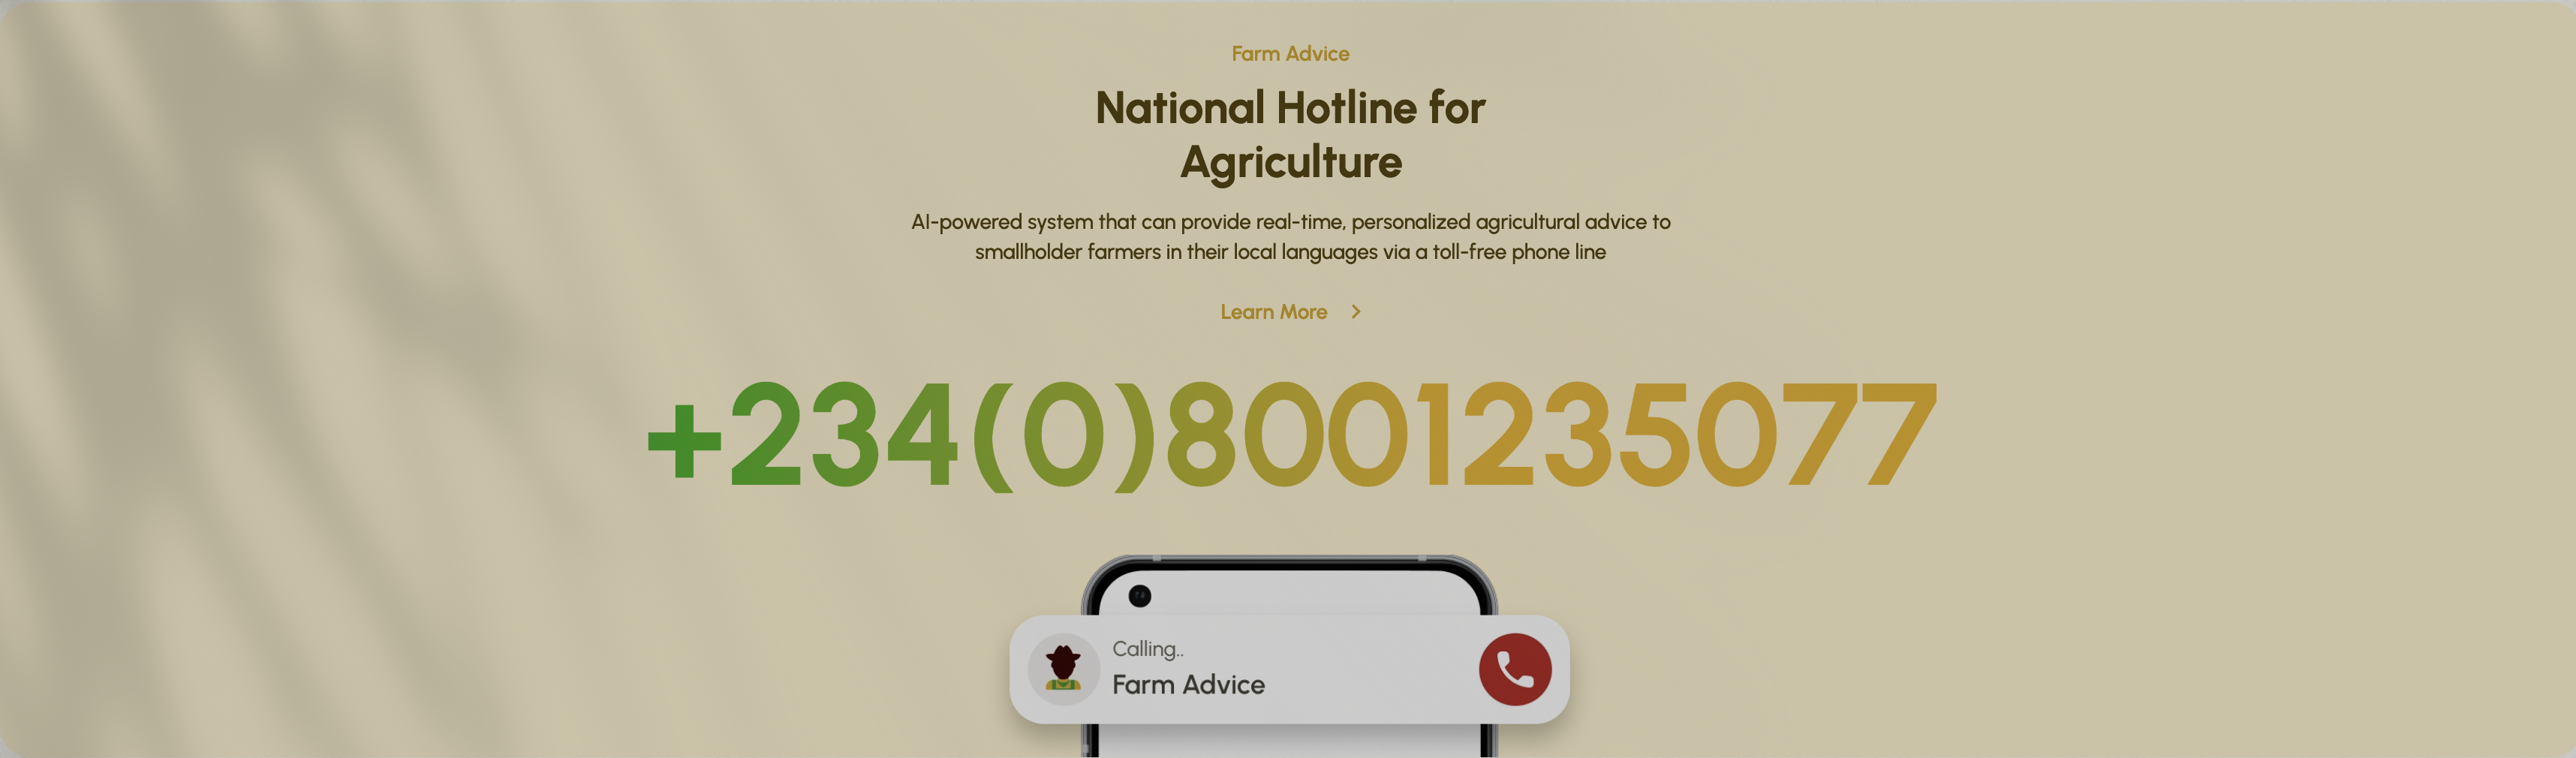 Farm Advice
National Hotline for
Agriculture
AI-powered system that can provide real-time, personalized agricultural advice to
smallholder farmers in their local languages via a toll-free phone line
Learn More
+234(0)8001235077
Calling..
Farm Advice